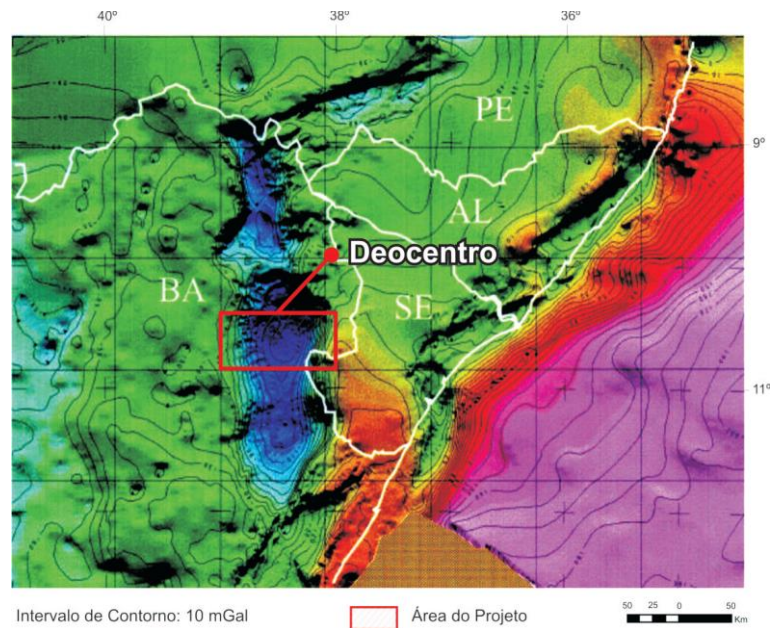 40º 38º 36º
PE
9º
AL
Deocentro
BA
SE
11º
Intervalo de Contorno: 10 mGal Área do Projeto
50 25 0 50
Km